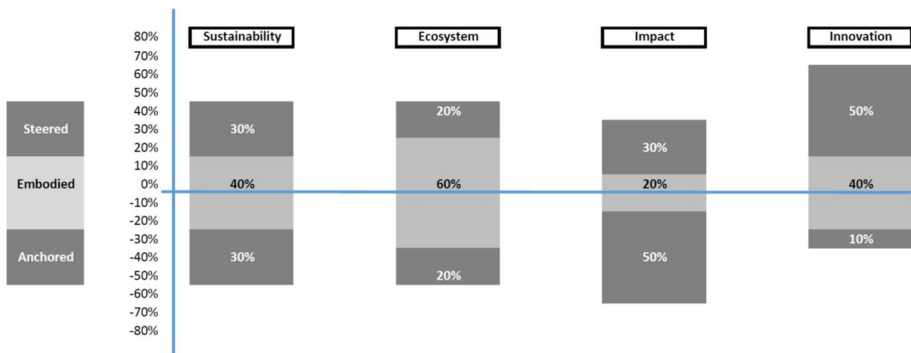 80% Sustainability Ecosystem Impact Innovation
70%
60%
50%
40% 20% 50%
Steered 30% 30%
20% 30%
10%
Embodied 0% 40% 60% 20% 40%
-10%
-20%
-30% 10%
Anchored -40% 30% 50%
-50% 20%
-60%
-70%
-80%